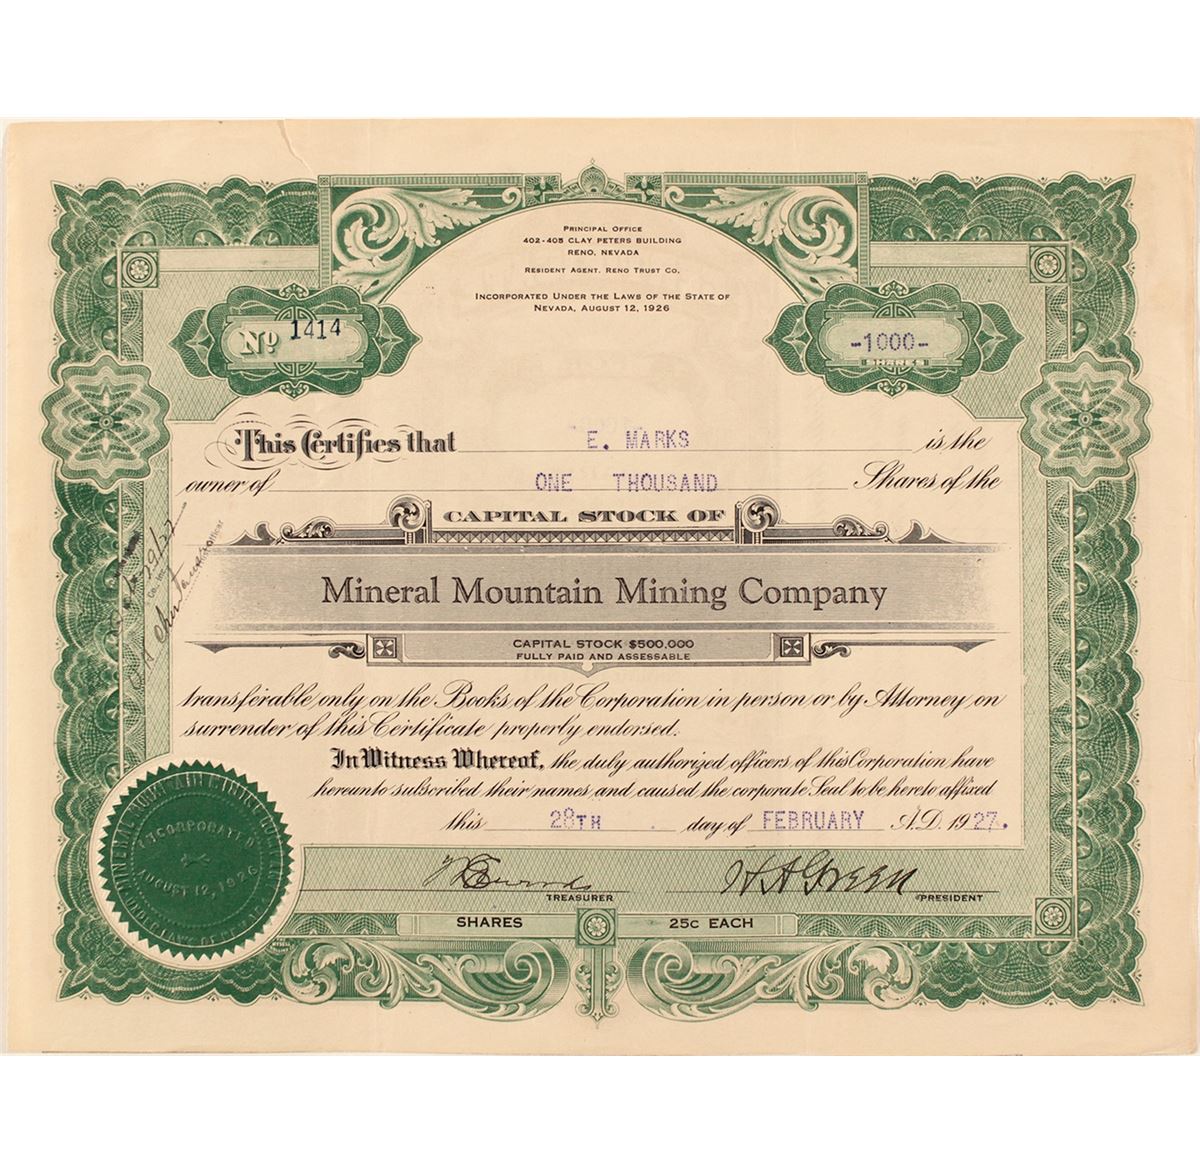 PRINCIPAL OFFICE
402-405 CLAY PETERS BUILDING
RENO, NEVADA
RESIDENT AGENT, RENO TRUST CO.
INCORPORATED UNDER THE LAWS OF THE STATE OF
NEVADA, AUGUST 12, 1926
No 1414
-1000-
SHARES
This Certifies that E. MARKS is the
owner of ONE THOUSAND Shares of the
CAPITAL STOCK OF
Mineral Mountain Mining Company
CAPITAL STOCK $500,000
FULLY PAID AND ASSESSABLE
transferable only on the Books of the Corporation in person or by Attorney on
surrender of this Certificate properly endorsed.
In Witness Whereof, the duly authorized officers of this Corporation have
hereunto subscribed their names and caused the corporate Seal to be hereto affixed
this 28TH. day of FEBRUARY A.D. 1927.
H A GREEN
TREASURER
PRESIDENT
SHARES 25c EACH
MINERAL MOUNTAIN MINING
INCORPORATED
AUGUST 12, 1926